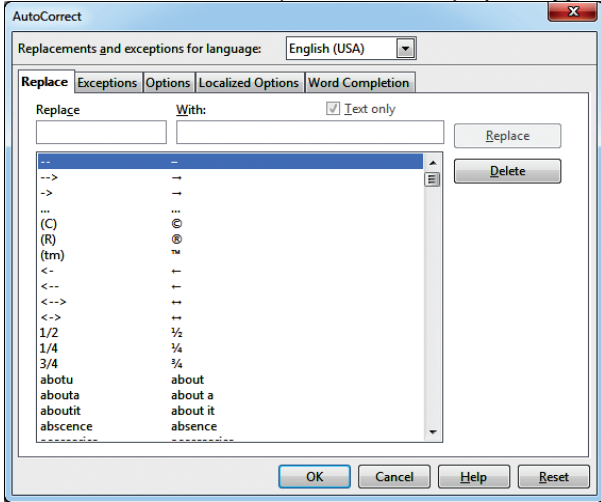 AutoCorrect
Replacements and exceptions for language: English (USA)
Replace Exceptions Options Localized Options Word Completion
Replace With: Text only
Replace
Delete
-- –
--> →
-> →
... …
(C) ©
(R) ®
(tm) ™
<- ←
<-- ←
<--> ↔
<-> ↔
1/2 ½
1/4 ¼
3/4 ¾
abotu about
abouta about a
aboutit about it
abscence absence
OK Cancel Help Reset